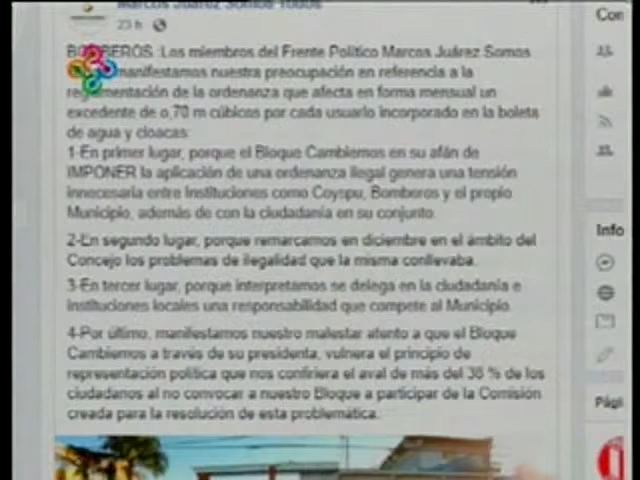 Marcos Juárez Somos Todos
23 h
BOMBEROS :Los miembros del Frente Político Marcos Juárez Somos
manifestamos nuestra preocupación en referencia a la
reglamentación de la ordenanza que afecta en forma mensual un
excedente de o,70 m cúbicos por cada usuario incorporado en la boleta
de agua y cloacas:
1-En primer lugar, porque el Bloque Cambiemos en su afán de
IMPONER la aplicación de una ordenanza ilegal genera una tensión
innecesaria entre Instituciones como Coyspu, Bomberos y el propio
Municipio, además de con la ciudadanía en su conjunto.
2-En segundo lugar, porque remarcamos en diciembre en el ámbito del
Concejo los problemas de ilegalidad que la misma conllevaba.
3-En tercer lugar, porque interpretamos se delega en la ciudadanía e
instituciones locales una responsabilidad que compete al Municipio.
4-Por último, manifestamos nuestro malestar atento a que el Bloque
Cambiemos a través de su presidenta, vulnera el principio de
representación política que nos confiriera el aval de más del 38 % de los
ciudadanos al no convocar a nuestro Bloque a participar de la Comisión
creada para la resolución de esta problemática.
Com
Info
Pági